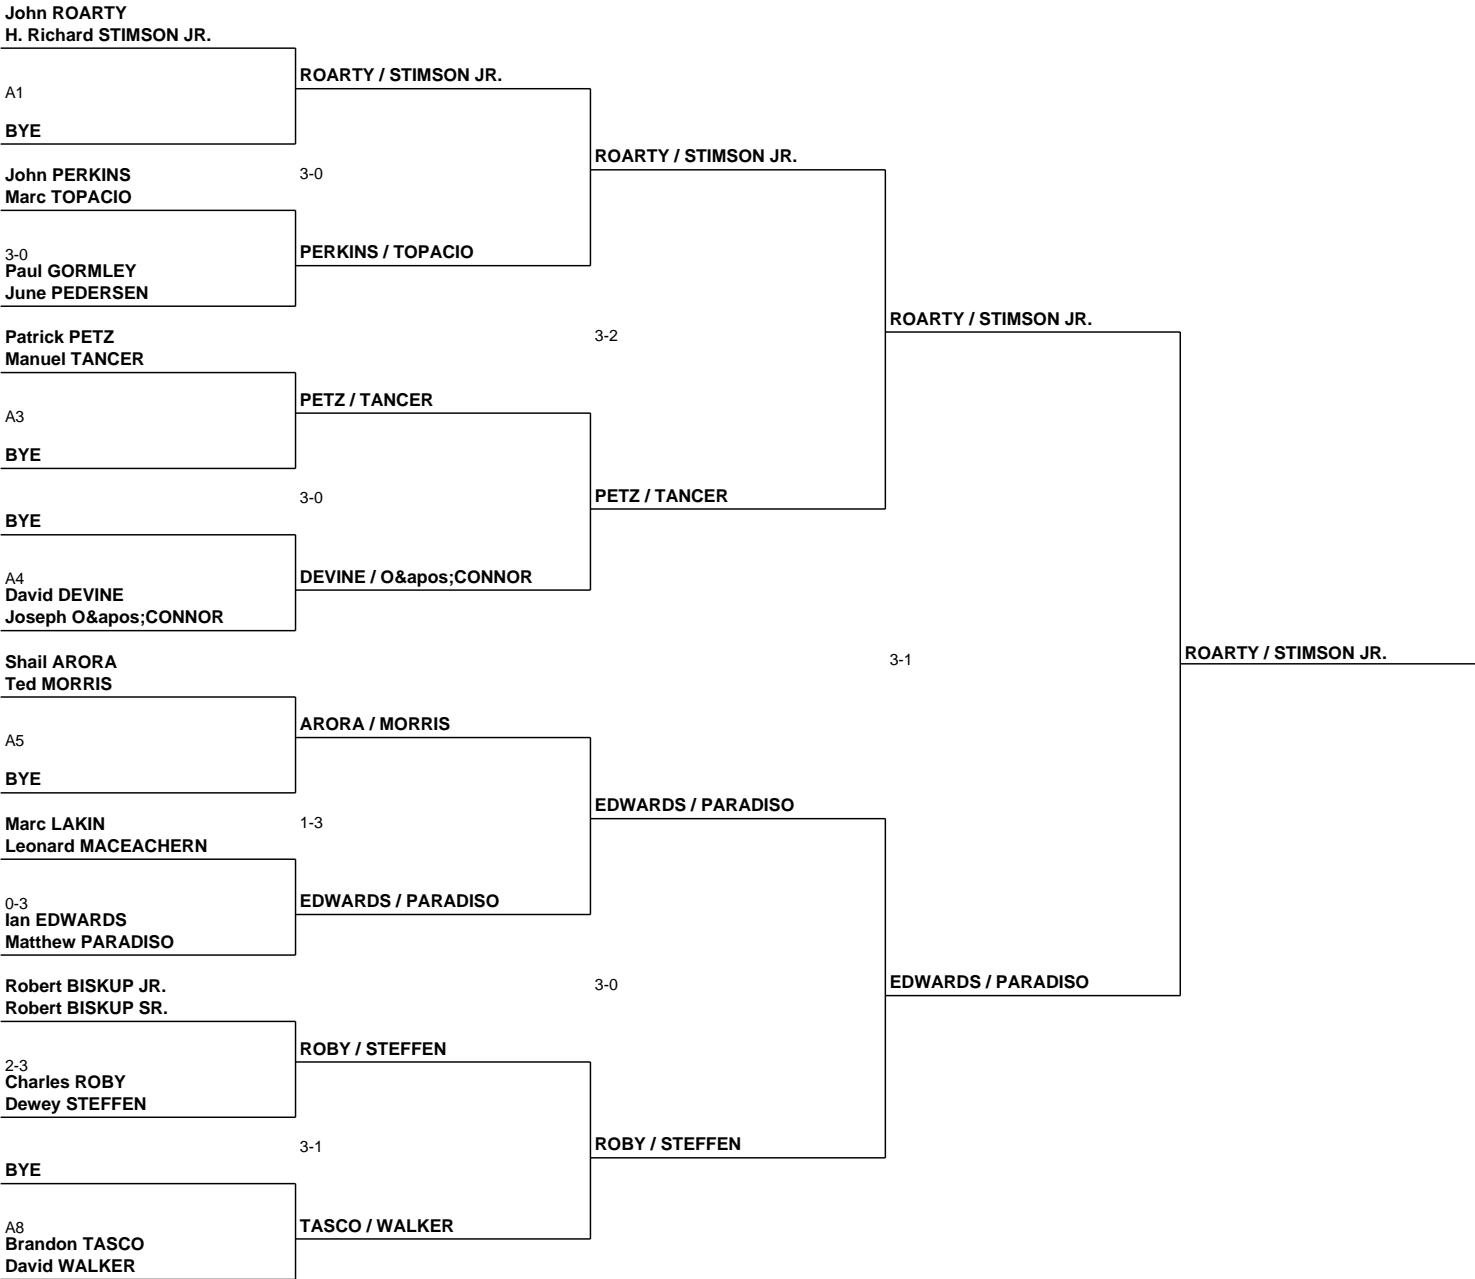 John ROARTY
H. Richard STIMSON JR.
A1
BYE
John PERKINS
Marc TOPACIO
3-0
Paul GORMLEY
June PEDERSEN
Patrick PETZ
Manuel TANCER
A3
BYE
BYE
A4
David DEVINE
Joseph O&apos;CONNOR
Shail ARORA
Ted MORRIS
A5
BYE
Marc LAKIN
Leonard MACEACHERN
0-3
Ian EDWARDS
Matthew PARADISO
Robert BISKUP JR.
Robert BISKUP SR.
2-3
Charles ROBY
Dewey STEFFEN
BYE
A8
Brandon TASCO
David WALKER
ROARTY / STIMSON JR.
3-0
PERKINS / TOPACIO
PETZ / TANCER
3-0
DEVINE / O&apos;CONNOR
ARORA / MORRIS
1-3
EDWARDS / PARADISO
ROBY / STEFFEN
3-1
TASCO / WALKER
ROARTY / STIMSON JR.
3-2
PETZ / TANCER
EDWARDS / PARADISO
3-0
ROBY / STEFFEN
ROARTY / STIMSON JR.
3-1
EDWARDS / PARADISO
ROARTY / STIMSON JR.